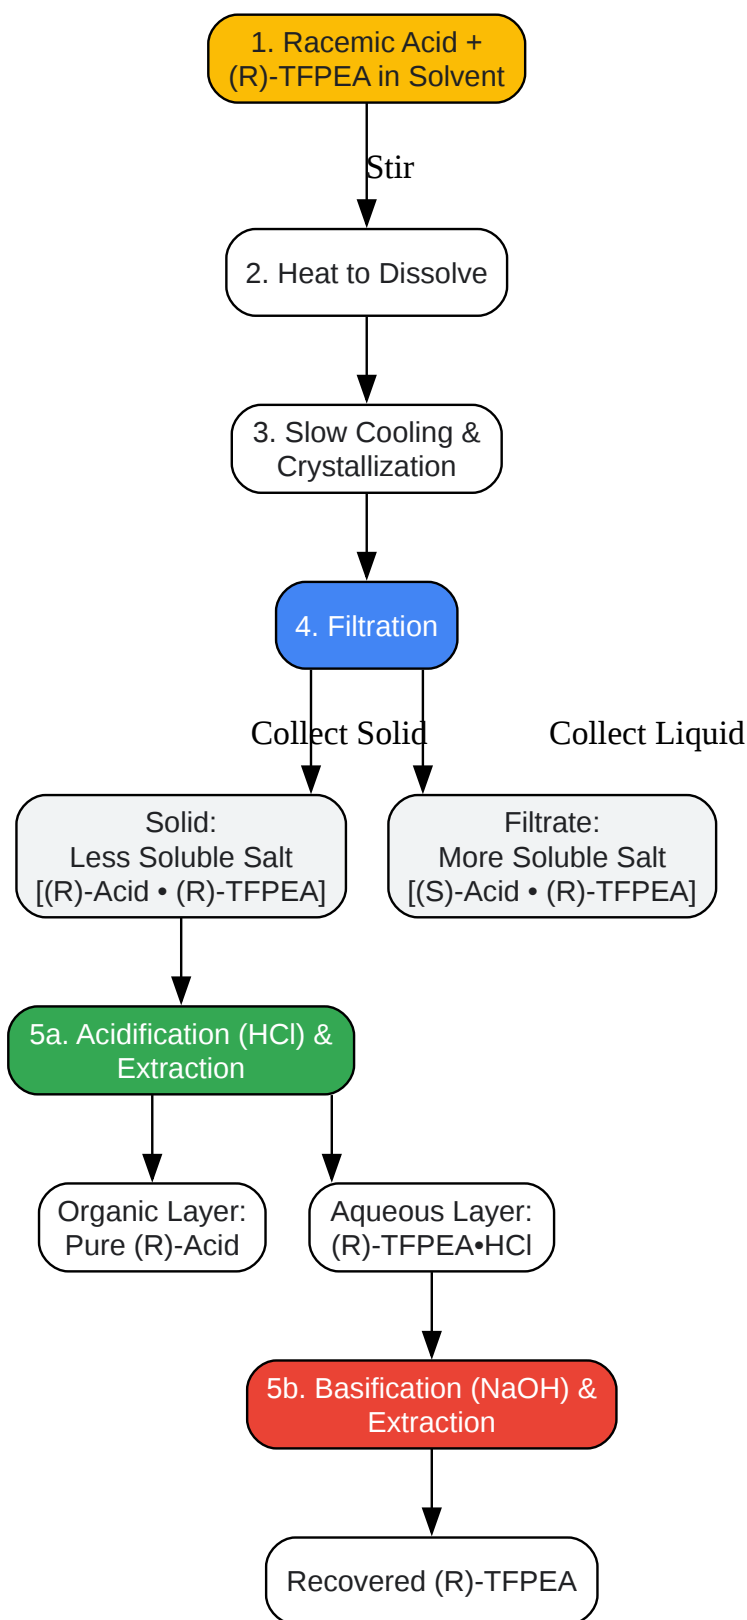 1. Racemic Acid +
(R)-TFPEA in Solvent
Stir
2. Heat to Dissolve
3. Slow Cooling &
Crystallization
4. Filtration
Collect Solid
Collect Liquid
Solid:
Less Soluble Salt
[(R)-Acid • (R)-TFPEA]
Filtrate:
More Soluble Salt
[(S)-Acid • (R)-TFPEA]
5a. Acidification (HCl) &
Extraction
Organic Layer:
Pure (R)-Acid
Aqueous Layer:
(R)-TFPEA•HCl
5b. Basification (NaOH) &
Extraction
Recovered (R)-TFPEA